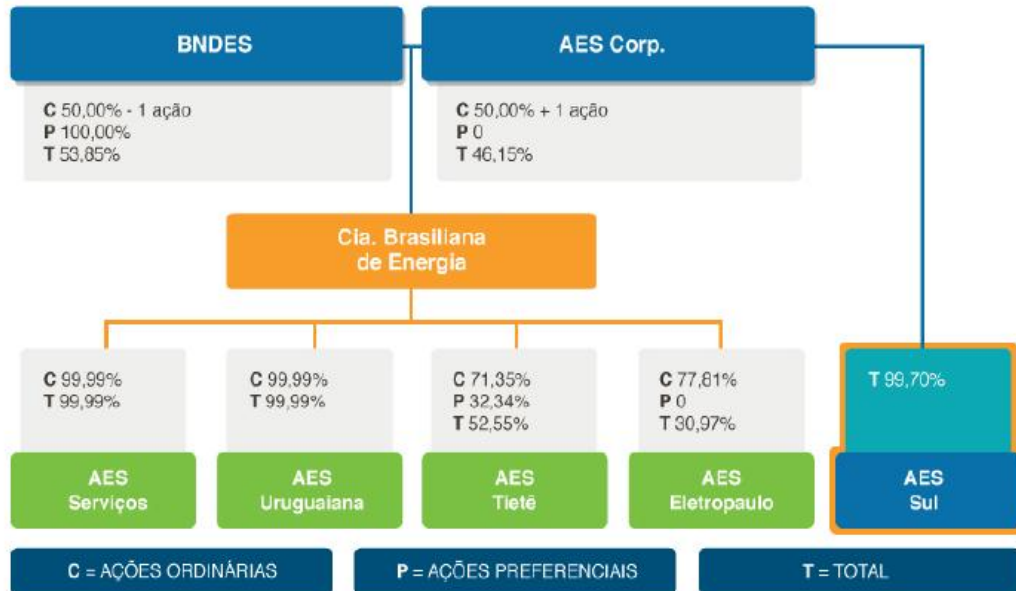 BNDES
C 50,00% - 1 ação
P 100,00%
T 53,85%
AES Corp.
C 50,00% + 1 ação
P 0
T 46,15%
Cia. Brasiliana
de Energia
C 99,99%
T 99,99%
AES
Serviços
C 99,99%
T 99,99%
AES
Uruguaiana
C 71,35%
P 32,34%
T 52,55%
AES
Tietê
C 77,81%
P 0
T 30,97%
AES
Eletropaulo
T 99,70%
AES
Sul
C = AÇÕES ORDINÁRIAS
P = AÇÕES PREFERENCIAIS
T = TOTAL